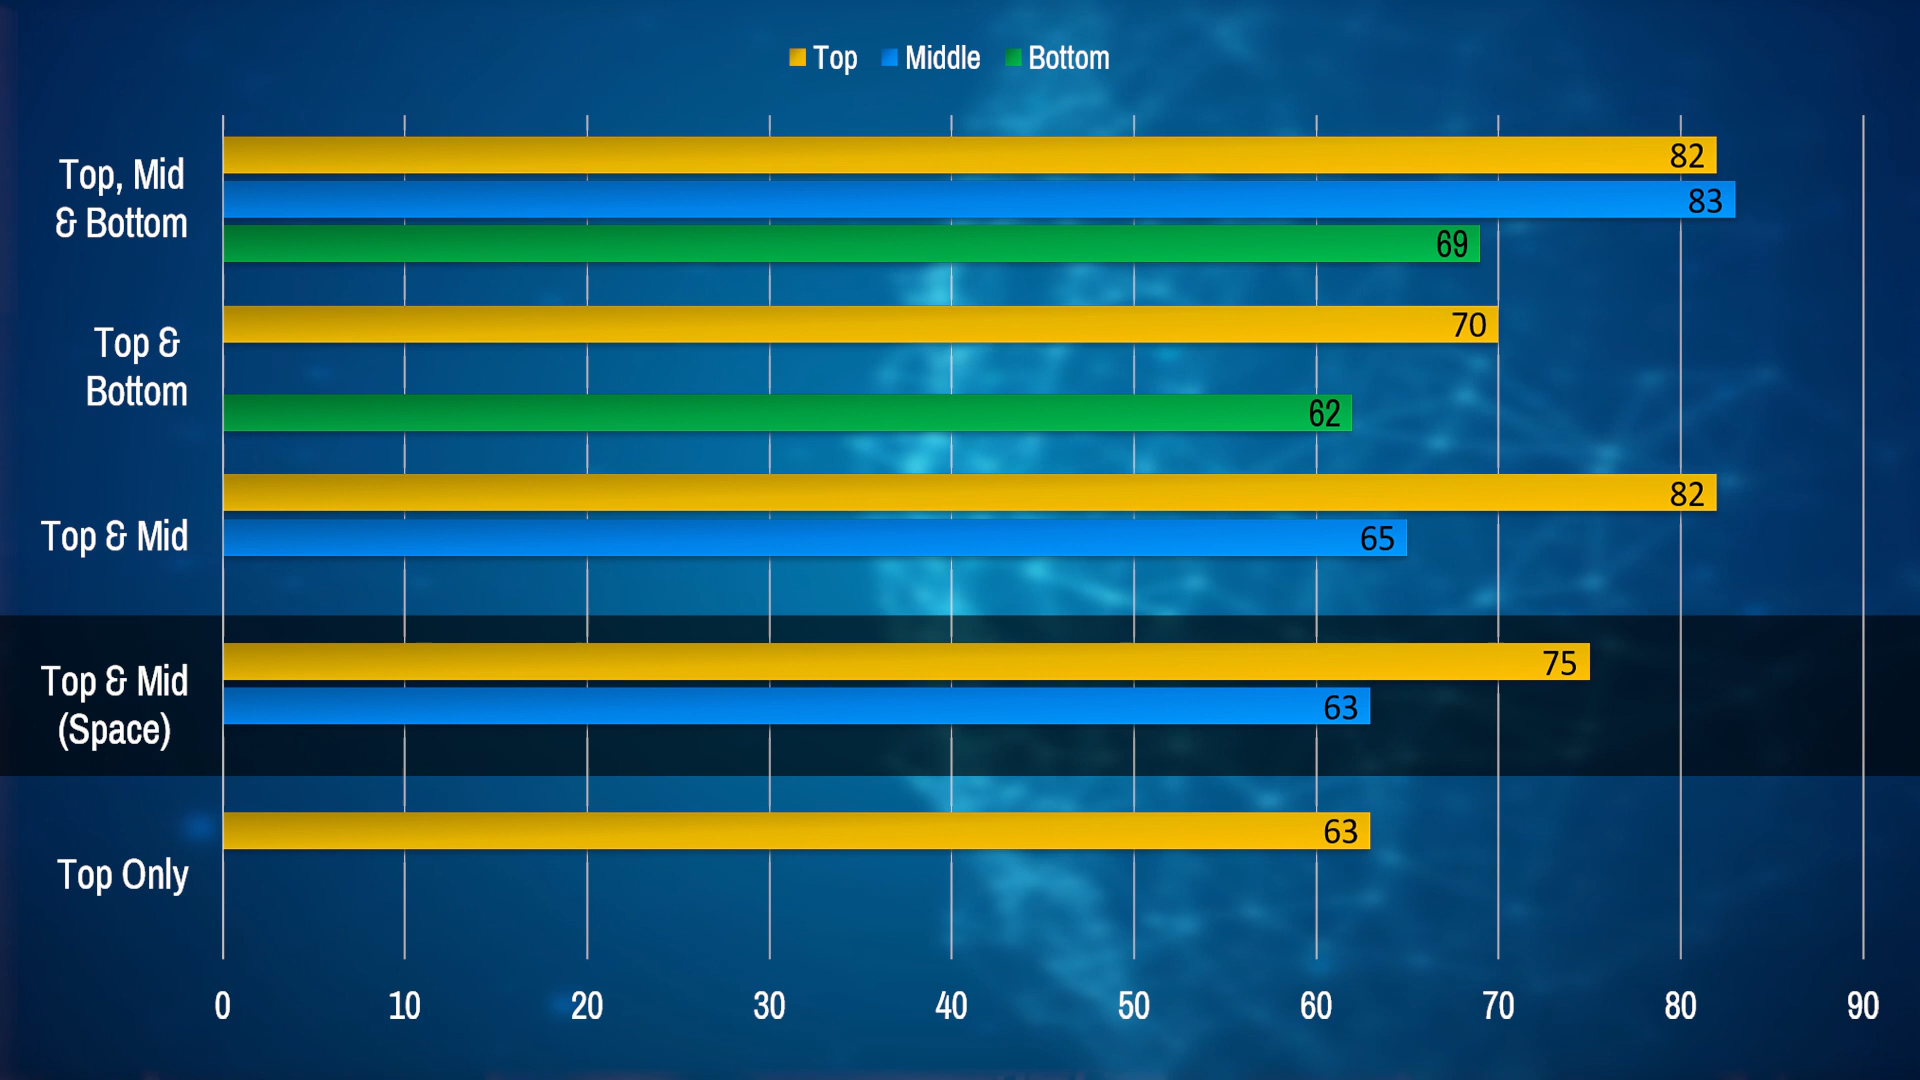 Top Middle Bottom
Top, Mid
& Bottom
82
83
69
Top &
Bottom
70
62
Top & Mid
82
65
Top & Mid
(Space)
75
63
Top Only
63
0 10 20 30 40 50 60 70 80 90